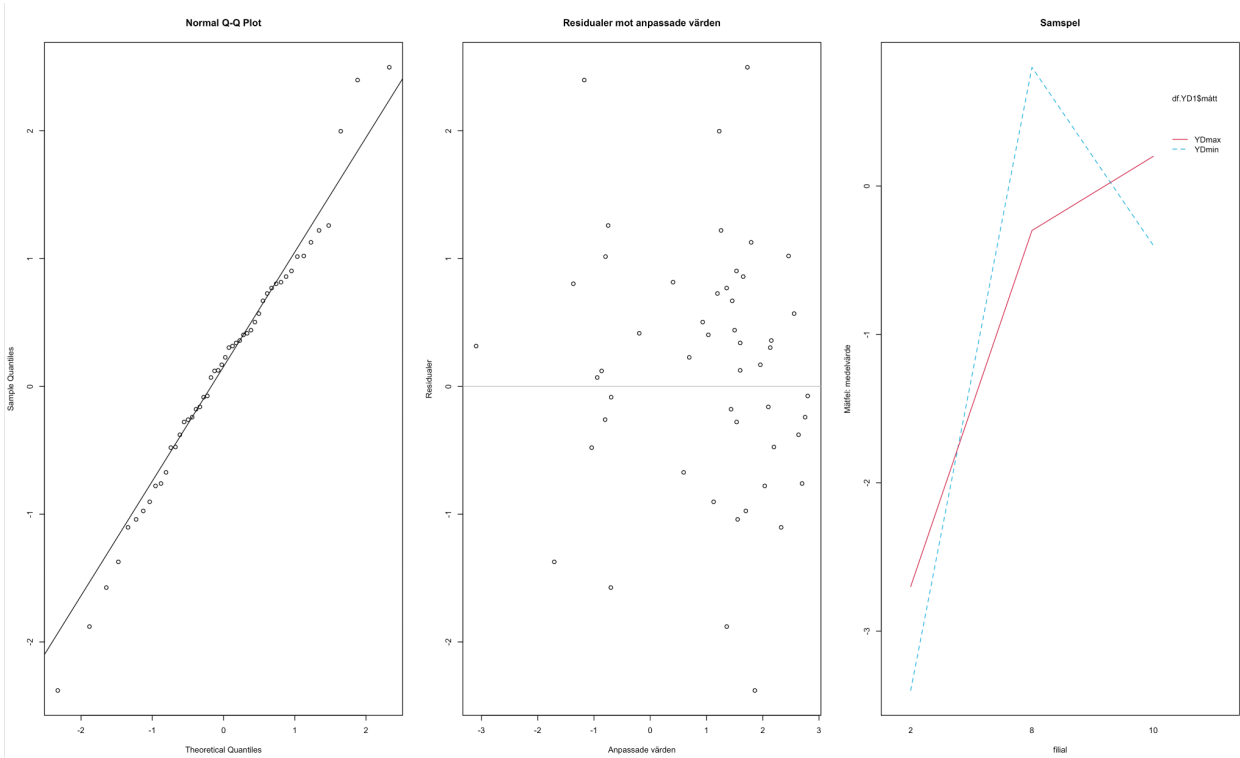 Normal Q-Q Plot
Sample Quantiles
2
1
0
-1
-2
-2 -1 0 1 2
Theoretical Quantiles
Residualer mot anpassade värden
Residualer
2
1
0
-1
-2
-3 -2 -1 0 1 2 3
Anpassade värden
Samspel
Mätfel: medelvärde
0
-1
-2
-3
df.YD1$mått
YDmax
YDmin
2 8 10
filial